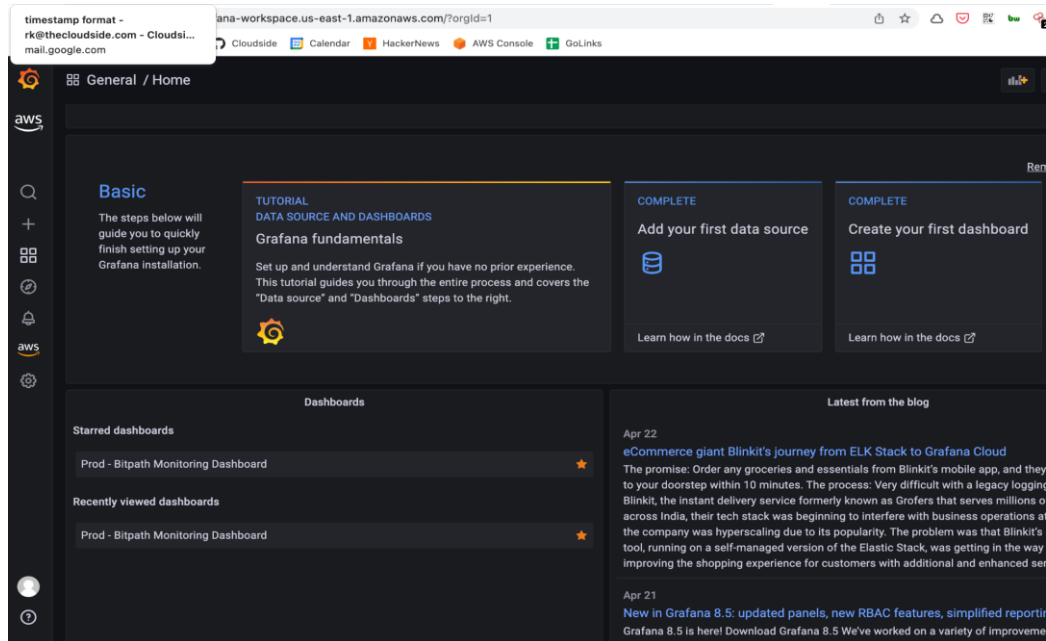 timestamp format -
rk@thecloudside.com - Cloudsi...
mail.google.com
ana-workspace.us-east-1.amazonaws.com/?orgId=1
bw
Cloudside
Calendar
Y HackerNews
AWS Console
GoLinks
General / Home
aws
Basic
The steps below will
guide you to quickly
finish setting up your
Grafana installation.
TUTORIAL
DATA SOURCE AND DASHBOARDS
Grafana fundamentals
Set up and understand Grafana if you have no prior experience.
This tutorial guides you through the entire process and covers the
"Data source" and "Dashboards" steps to the right.
COMPLETE
Add your first data source
Learn how in the docs
COMPLETE
Create your first dashboard
Learn how in the docs
Rem
aws
Dashboards
Starred dashboards
Prod - Bitpath Monitoring Dashboard
Recently viewed dashboards
Prod - Bitpath Monitoring Dashboard
Latest from the blog
Apr 22
eCommerce giant Blinkit's journey from ELK Stack to Grafana Cloud
The promise: Order any groceries and essentials from Blinkit's mobile app, and they
to your doorstep within 10 minutes. The process: Very difficult with a legacy logging
Blinkit, the instant delivery service formerly known as Grofers that serves millions o
across India, their tech stack was beginning to interfere with business operations at
the company was hyperscaling due to its popularity. The problem was that Blinkit's
tool, running on a self-managed version of the Elastic Stack, was getting in the way
improving the shopping experience for customers with additional and enhanced ser
Apr 21
New in Grafana 8.5: updated panels, new RBAC features, simplified reportin
Grafana 8.5 is here! Download Grafana 8.5 We've worked on a variety of improveme